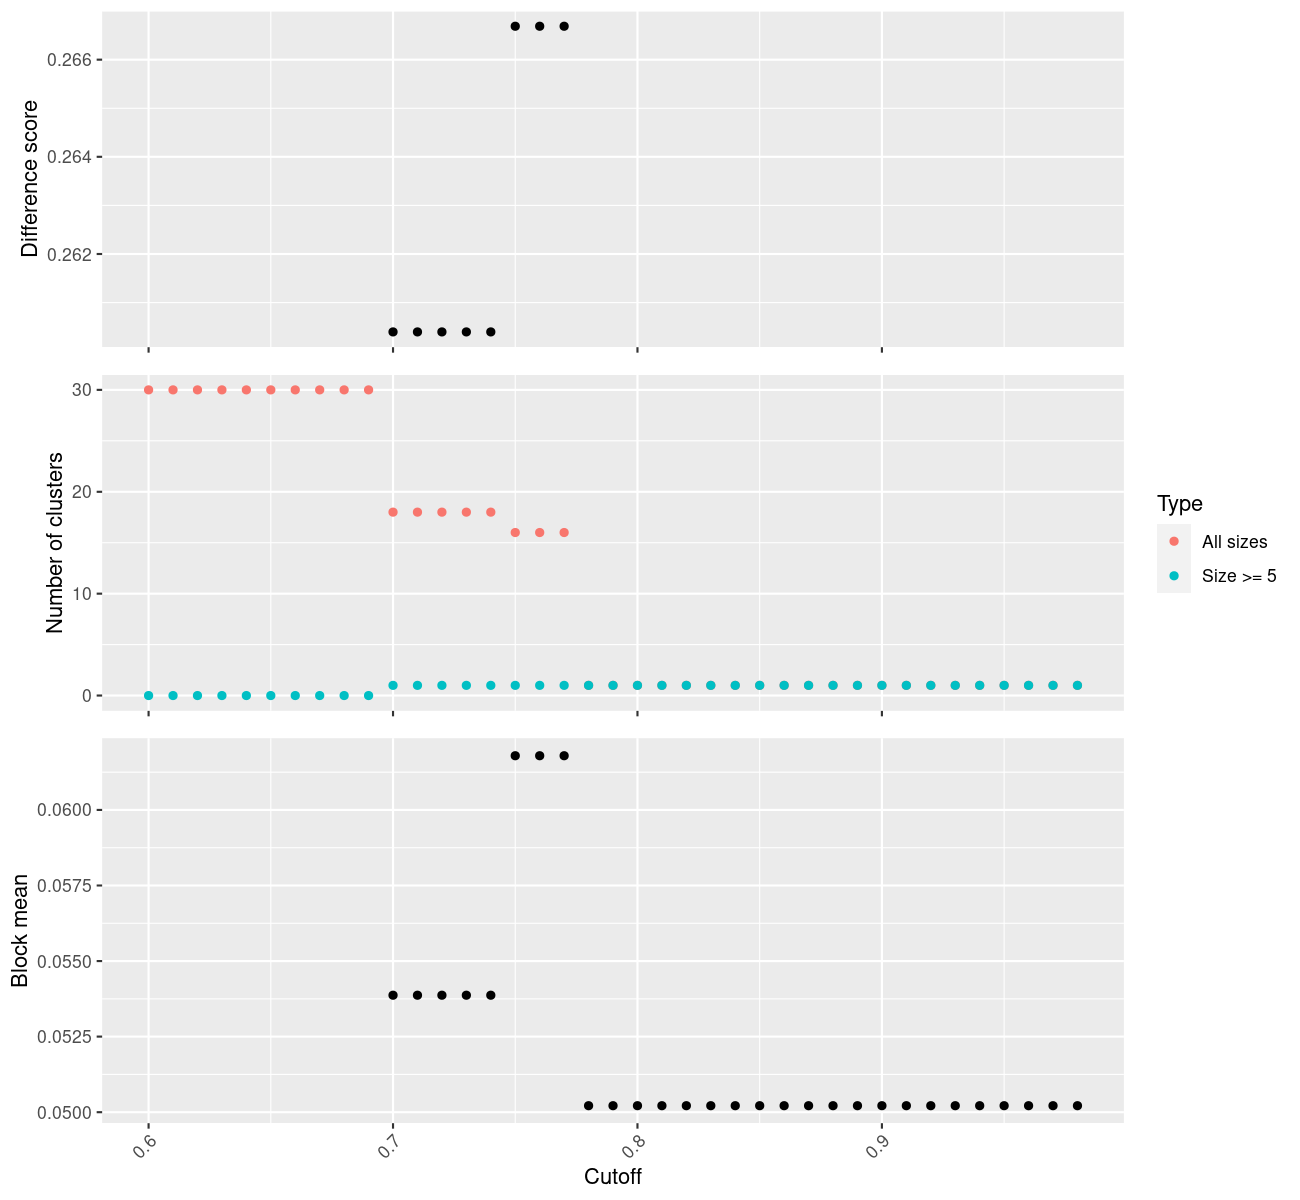 Difference score
0.266
0.264
0.262
Number of clusters
30
20
10
0
Type
All sizes
Size >= 5
Block mean
0.0600
0.0575
0.0550
0.0525
0.0500
0.6
0.7
0.8
0.9
Cutoff